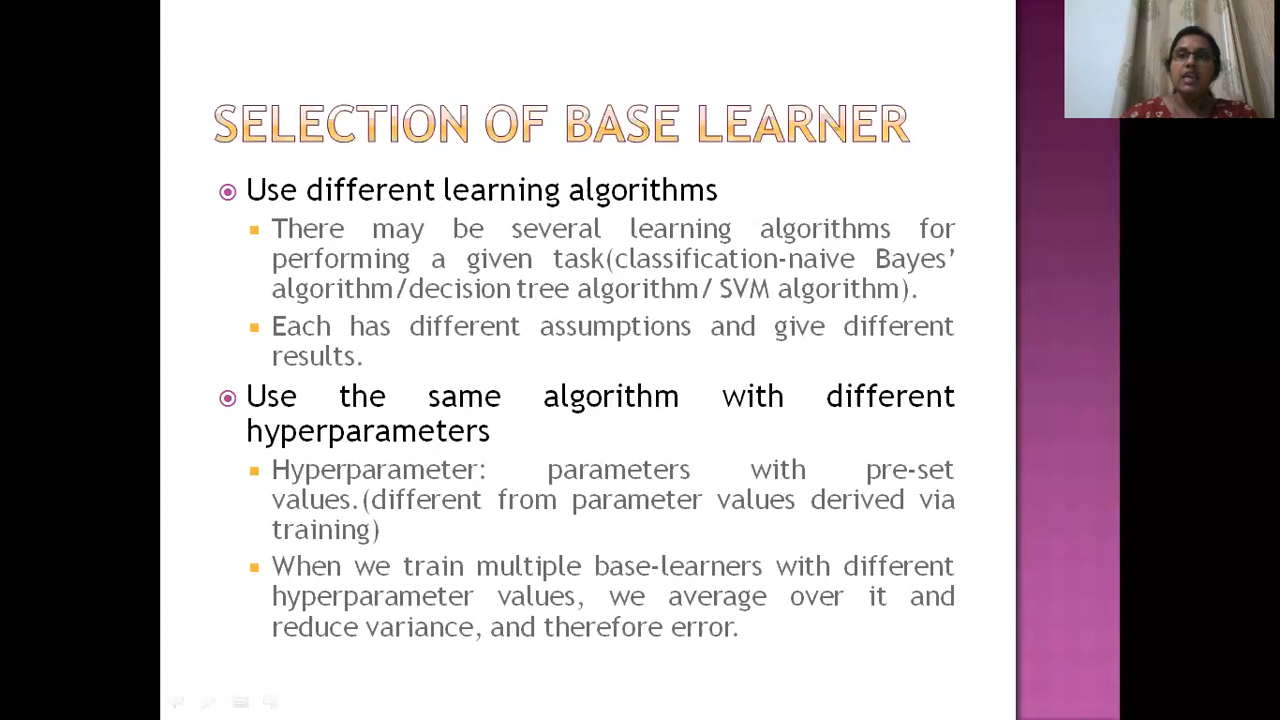 SELECTION OF BASE LEARNER
Use different learning algorithms
There may be several learning algorithms for
performing a given task(classification-naive Bayes’
algorithm/decision tree algorithm/ SVM algorithm).
Each has different assumptions and give different
results.
Use the same algorithm with different
hyperparameters
Hyperparameter: parameters with pre-set
values.(different from parameter values derived via
training)
When we train multiple base-learners with different
hyperparameter values, we average over it and
reduce variance, and therefore error.